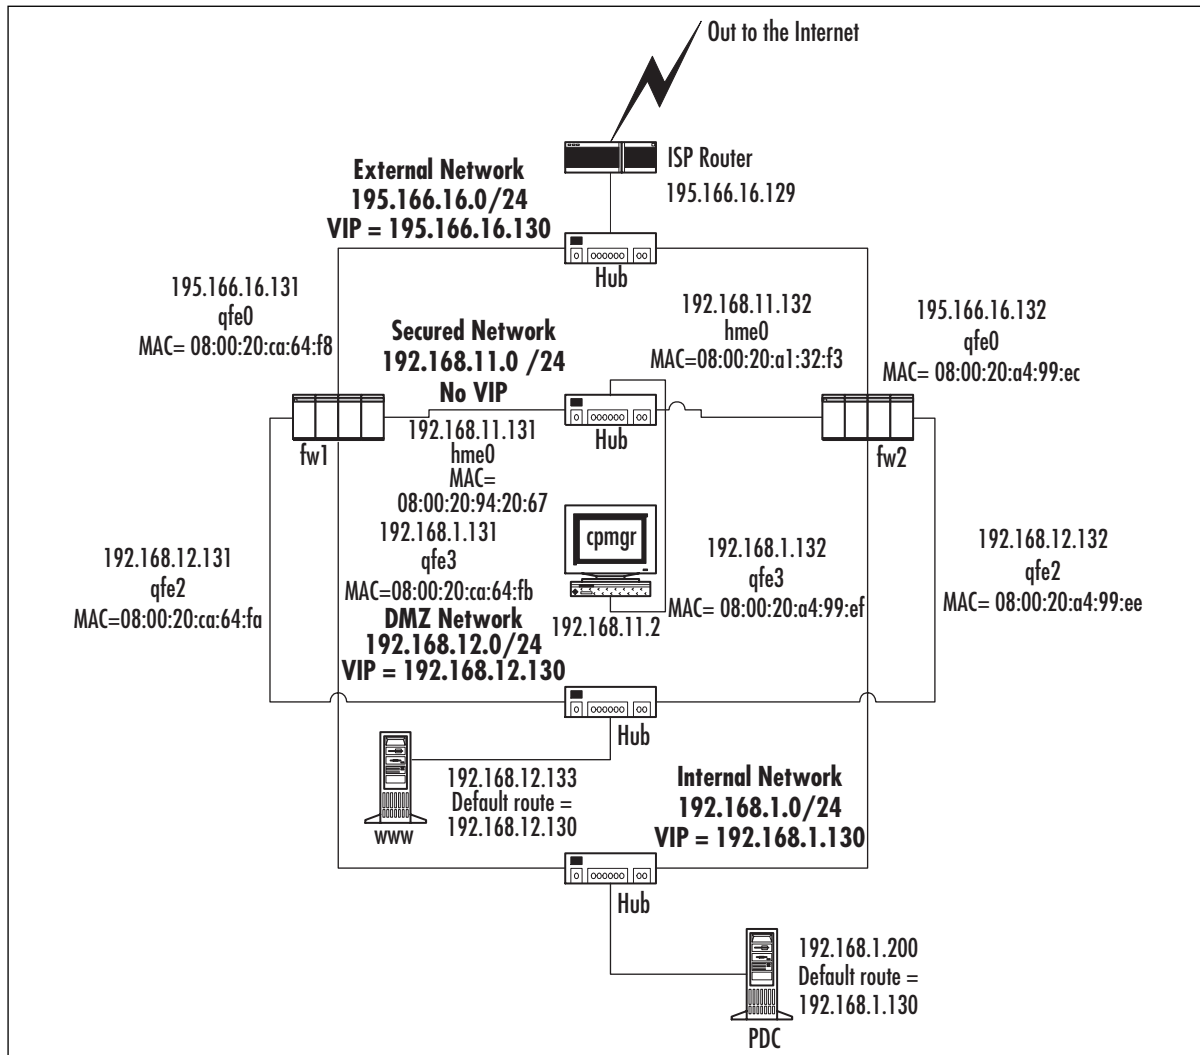 Out to the Internet
ISP Router
195.166.16.129
External Network
195.166.16.0/24
VIP = 195.166.16.130
Hub
195.166.16.131
qfe0
MAC= 08:00:20:ca:64:f8
Secured Network
192.168.11.0 /24
No VIP
192.168.11.132
hme0
MAC=08:00:20:a1:32:f3
195.166.16.132
qfe0
MAC= 08:00:20:a4:99:ec
fw1
Hub
fw2
192.168.11.131
hme0
MAC=
08:00:20:94:20:67
192.168.1.131
qfe3
MAC=08:00:20:ca:64:fb
cpmgr
192.168.11.2
192.168.1.132
qfe3
MAC= 08:00:20:a4:99:ef
192.168.12.131
qfe2
MAC=08:00:20:ca:64:fa
192.168.12.132
qfe2
MAC= 08:00:20:a4:99:ee
DMZ Network
192.168.12.0/24
VIP = 192.168.12.130
Hub
192.168.12.133
Default route =
192.168.12.130
www
Internal Network
192.168.1.0/24
VIP = 192.168.1.130
Hub
192.168.1.200
Default route =
192.168.1.130
PDC